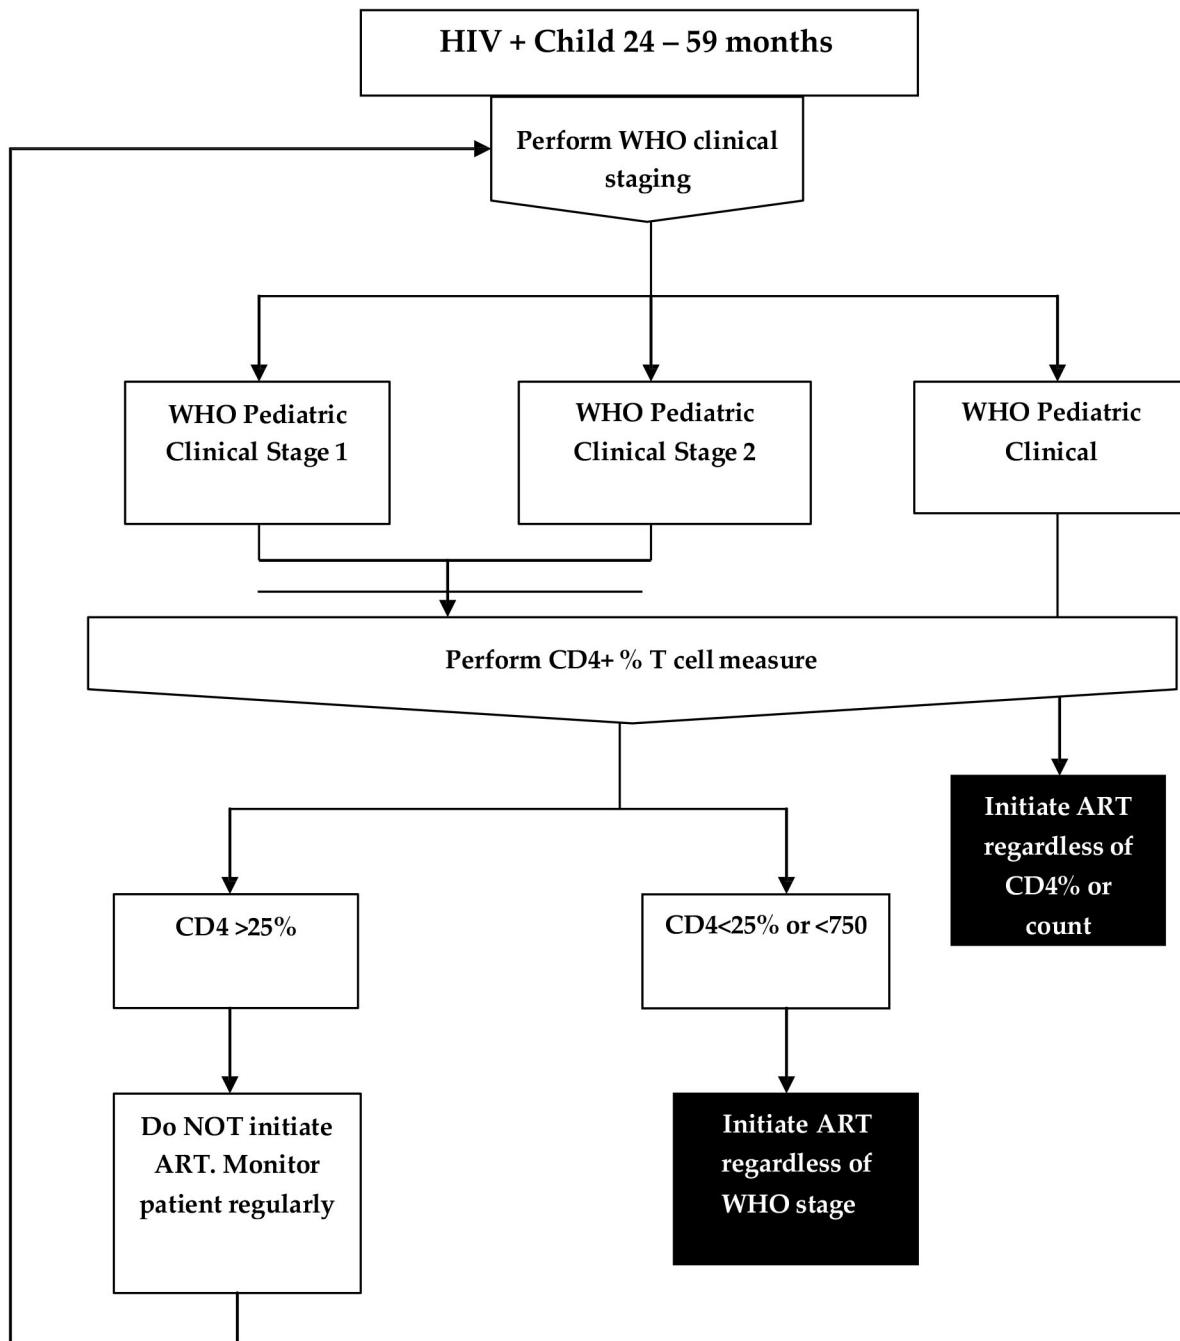 HIV + Child 24 – 59 months
Perform WHO clinical
staging
WHO Pediatric
Clinical Stage 1
WHO Pediatric
Clinical Stage 2
WHO Pediatric
Clinical
Perform CD4+ % T cell measure
CD4 >25%
CD4<25% or <750
Initiate ART
regardless of
CD4% or
count
Do NOT initiate
ART. Monitor
patient regularly
Initiate ART
regardless of
WHO stage